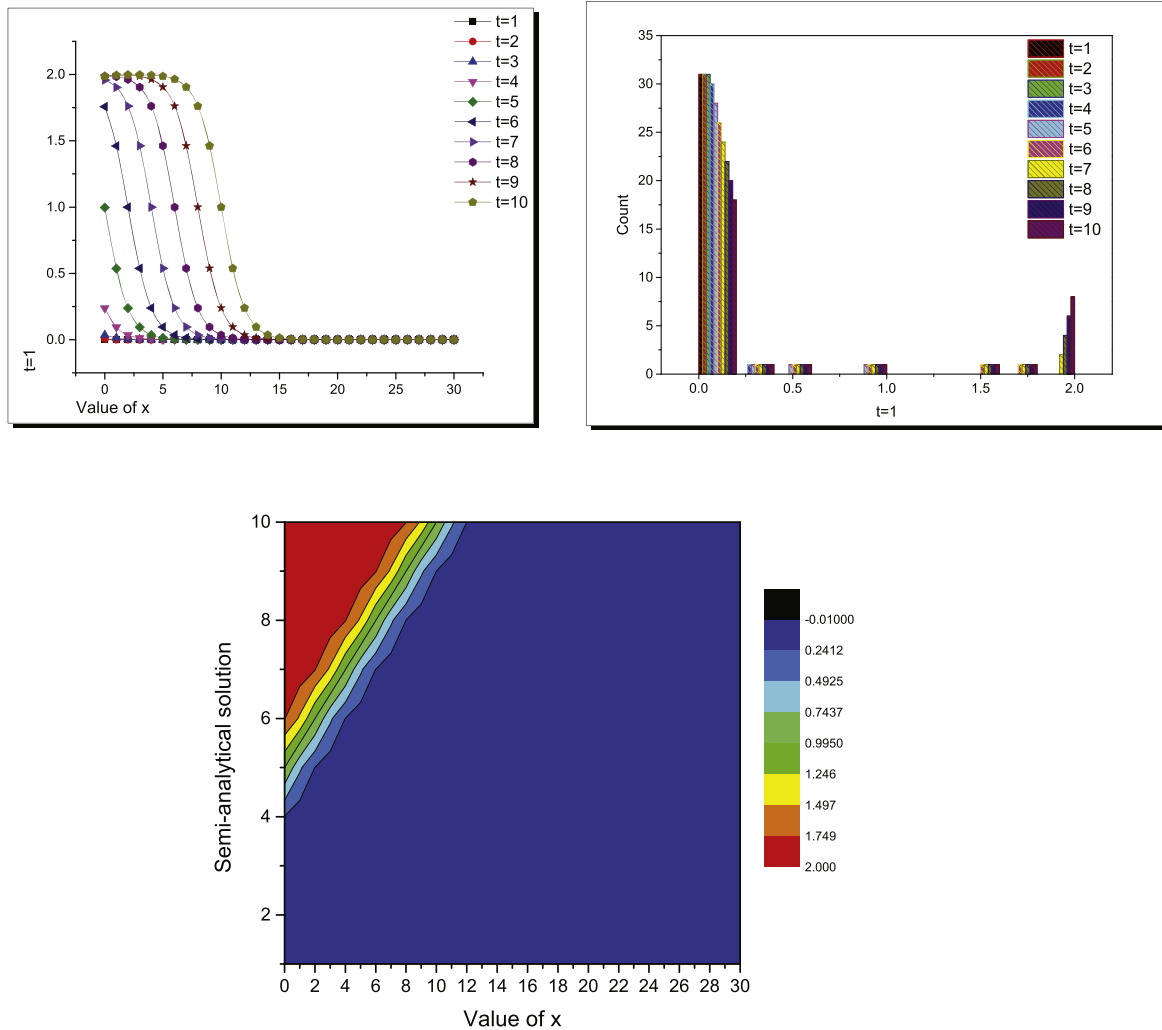 t=1
t=2
t=3
t=4
t=5
t=6
t=7
t=8
t=9
t=10
2.0
1.5
1.0
0.5
0.0
t=1
0 5 10 15 20 25 30
Value of x
t=1
t=2
t=3
t=4
t=5
t=6
t=7
t=8
t=9
t=10
35
30
25
20
15
10
5
0
Count
0.0 0.5 1.0 1.5 2.0
t=1
10
8
6
4
2
Semi-analytical solution
0 2 4 6 8 10 12 14 16 18 20 22 24 26 28 30
Value of x
-0.01000
0.2412
0.4925
0.7437
0.9950
1.246
1.497
1.749
2.000